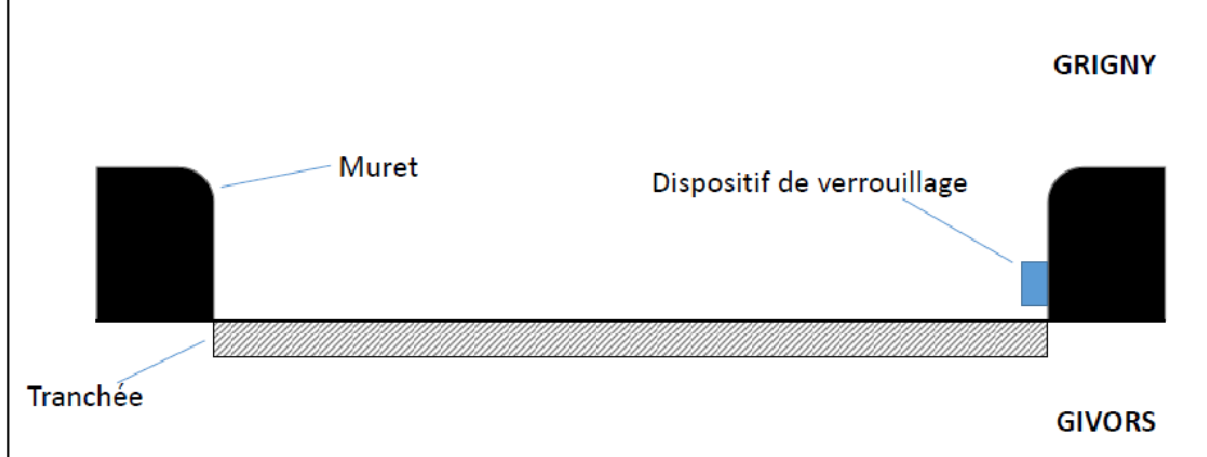 GRIGNY
Muret
Dispositif de verrouillage
Tranchée
GIVORS